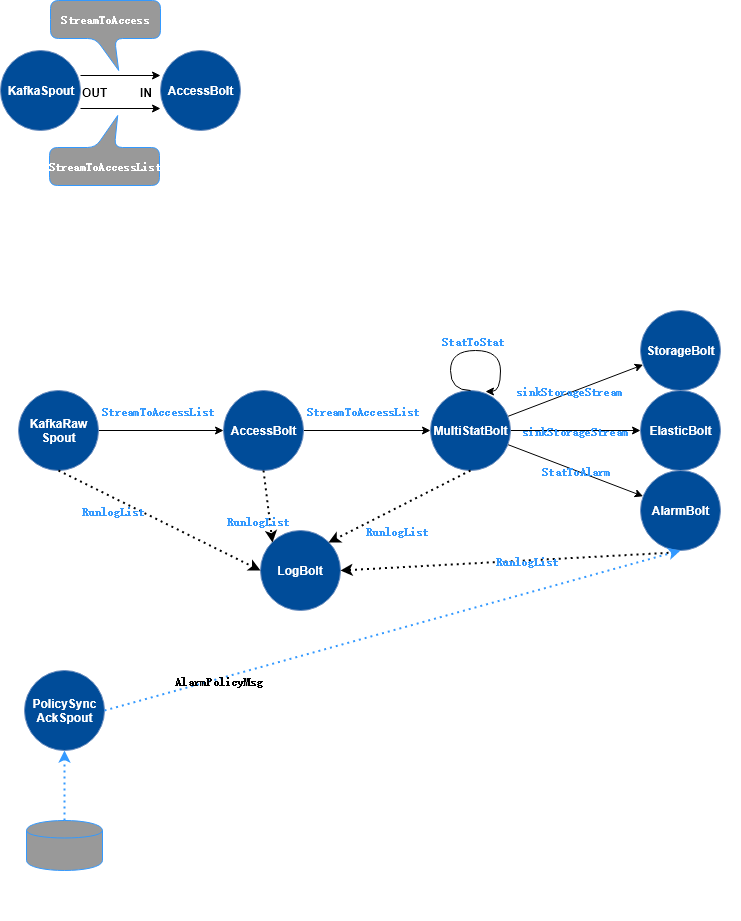 StreamToAccess
KafkaSpout
OUT
IN
AccessBolt
StreamToAccessList
StatToStat
StorageBolt
sinkStorageStream
KafkaRaw
Spout
StreamToAccessList
AccessBolt
StreamToAccessList
MultiStatBolt
sinkStorageStream
ElasticBolt
StatToAlarm
AlarmBolt
RunlogList
RunlogList
RunlogList
RunlogList
LogBolt
AlarmPolicyMsg
PolicySync
AckSpout